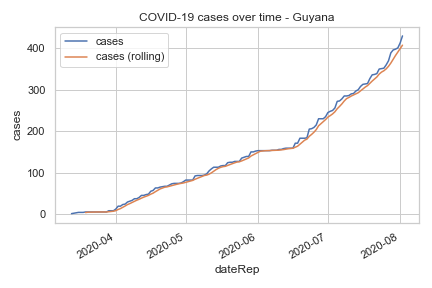 COVID-19 cases over time - Guyana
cases
cases (rolling)
400
300
200
100
0
cases
2020-04
2020-05
2020-06
2020-07
2020-08
dateRep